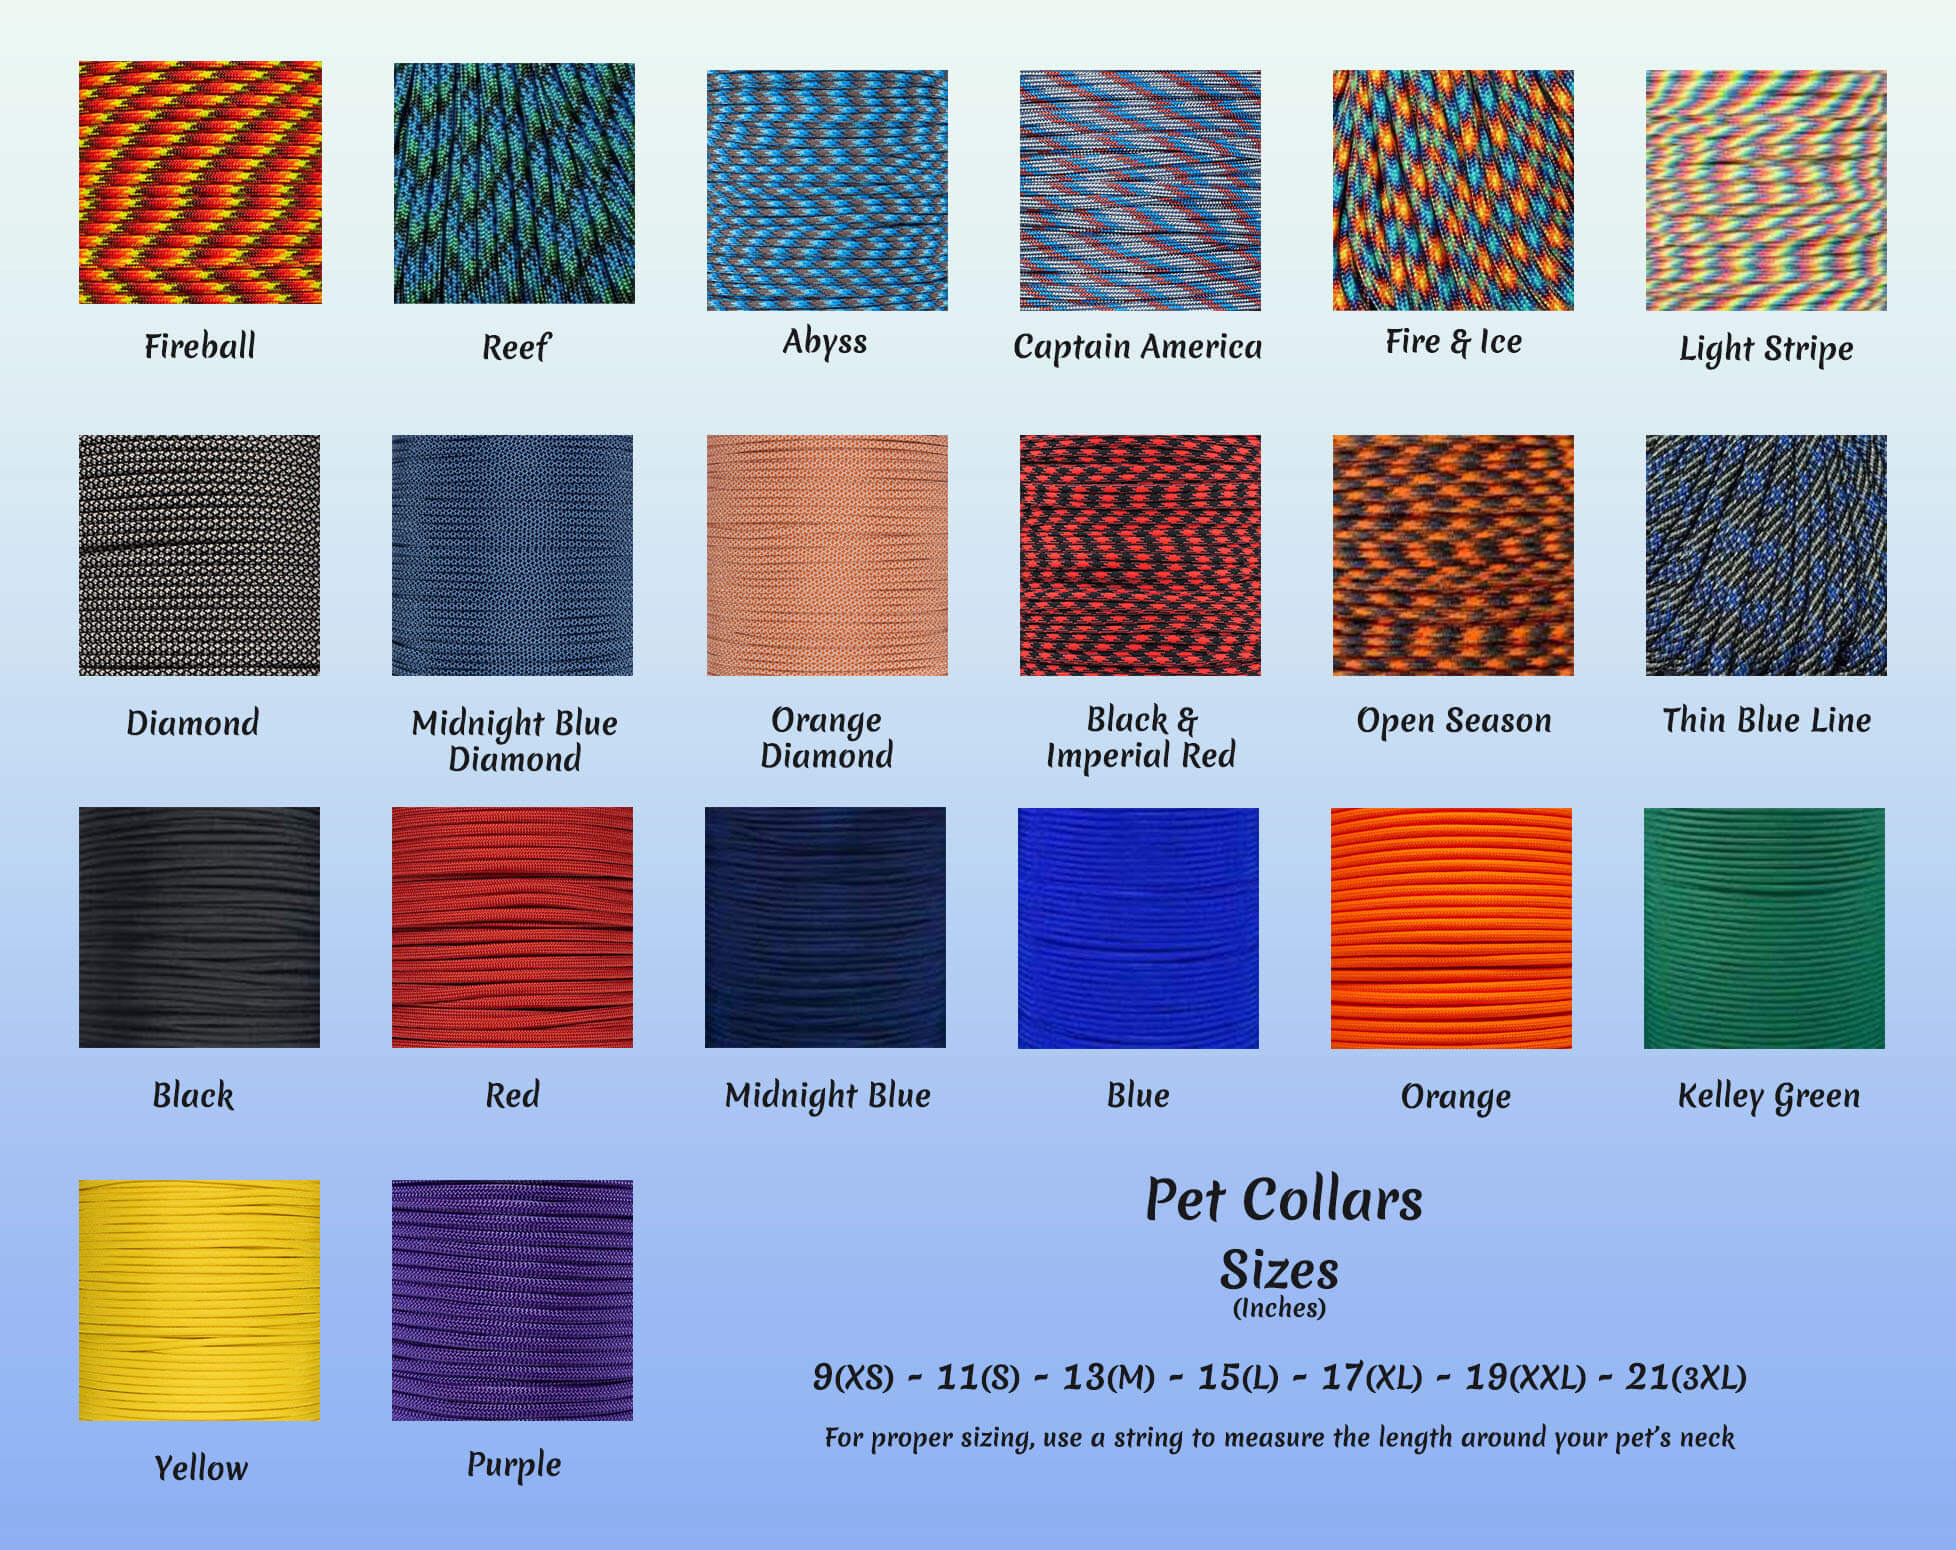 Fireball
Reef
Abyss
Captain America
Fire & Ice
Light Stripe
Diamond
Midnight Blue
Diamond
Orange
Diamond
Black &
Imperial Red
Open Season
Thin Blue Line
Black
Red
Midnight Blue
Blue
Orange
Kelley Green
Yellow
Purple
Pet Collars
Sizes
(Inches)
9(XS) - 11(S) - 13(M) - 15(L) - 17(XL) - 19(XXL) - 21(3XL)
For proper sizing, use a string to measure the length around your pet's neck